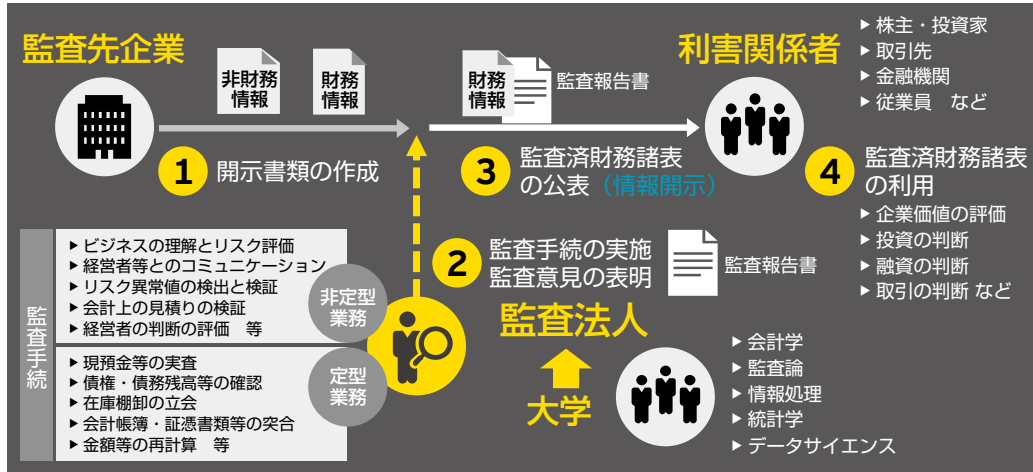 監査先企業
非財務
情報
財務
情報
1
開示書類の作成
財務
情報
監査報告書
3
監査済財務諸表
の公表（情報開示）
利害関係者
▶ 株主・投資家
▶ 取引先
▶ 金融機関
▶ 従業員　など
4
監査済財務諸表
の利用
▶ 企業価値の評価
▶ 投資の判断
▶ 融資の判断
▶ 取引の判断 など
2
監査手続の実施
監査意見の表明
監査報告書
監査法人
監査手続
▶ ビジネスの理解とリスク評価
▶ 経営者等とのコミュニケーション
▶ リスク異常値の検出と検証
▶ 会計上の見積りの検証
▶ 経営者の判断の評価　等
非定型
業務
▶ 現預金等の実査
▶ 債権・債務残高等の確認
▶ 在庫棚卸の立会
▶ 会計帳簿・証憑書類等の突合
▶ 金額等の再計算　等
定型
業務
大学
▶ 会計学
▶ 監査論
▶ 情報処理
▶ 統計学
▶ データサイエンス